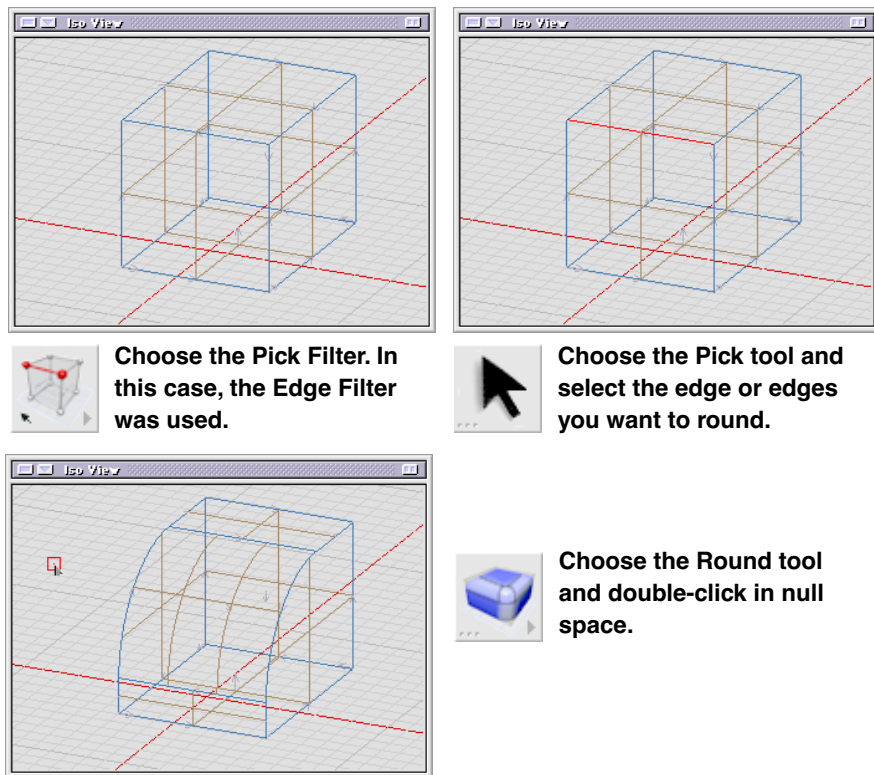 Iso View
Iso View
Choose the Pick Filter. In
this case, the Edge Filter
was used.
Choose the Pick tool and
select the edge or edges
you want to round.
Iso View
Choose the Round tool
and double-click in null
space.